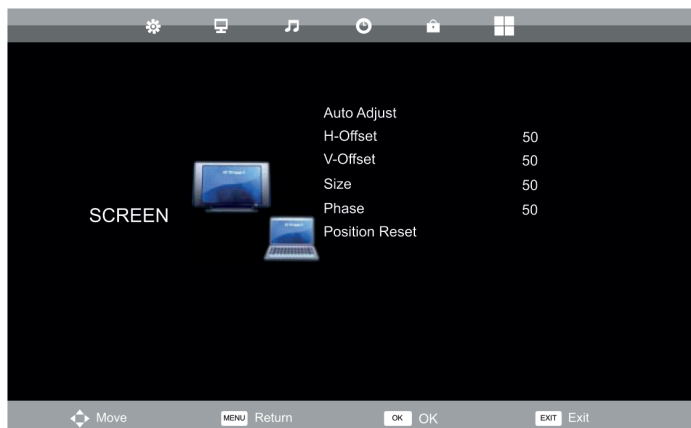 Auto Adjust
H-Offset 50
V-Offset 50
Size 50
SCREEN
Phase 50
Position Reset
Move MENU Return OK OK EXIT Exit